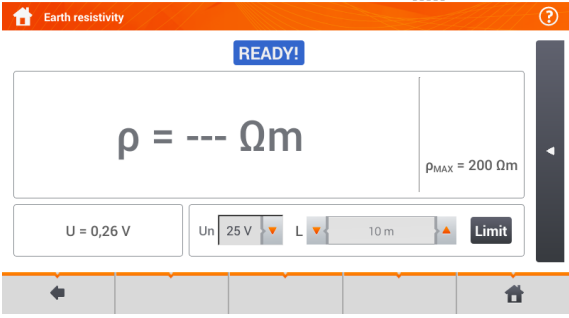 Earth resistivity
?
READY!
ρ = --- Ωm
ρMAX = 200 Ωm
U = 0,26 V
Un 25 V L 10 m Limit